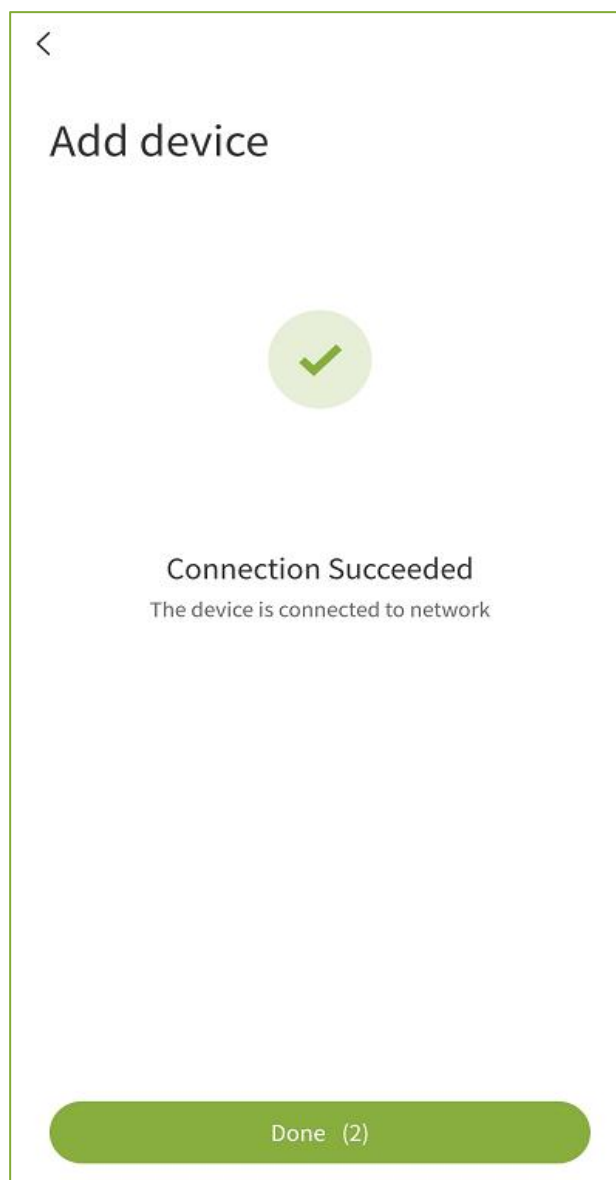 Add device
Connection Succeeded
The device is connected to network
Done (2)